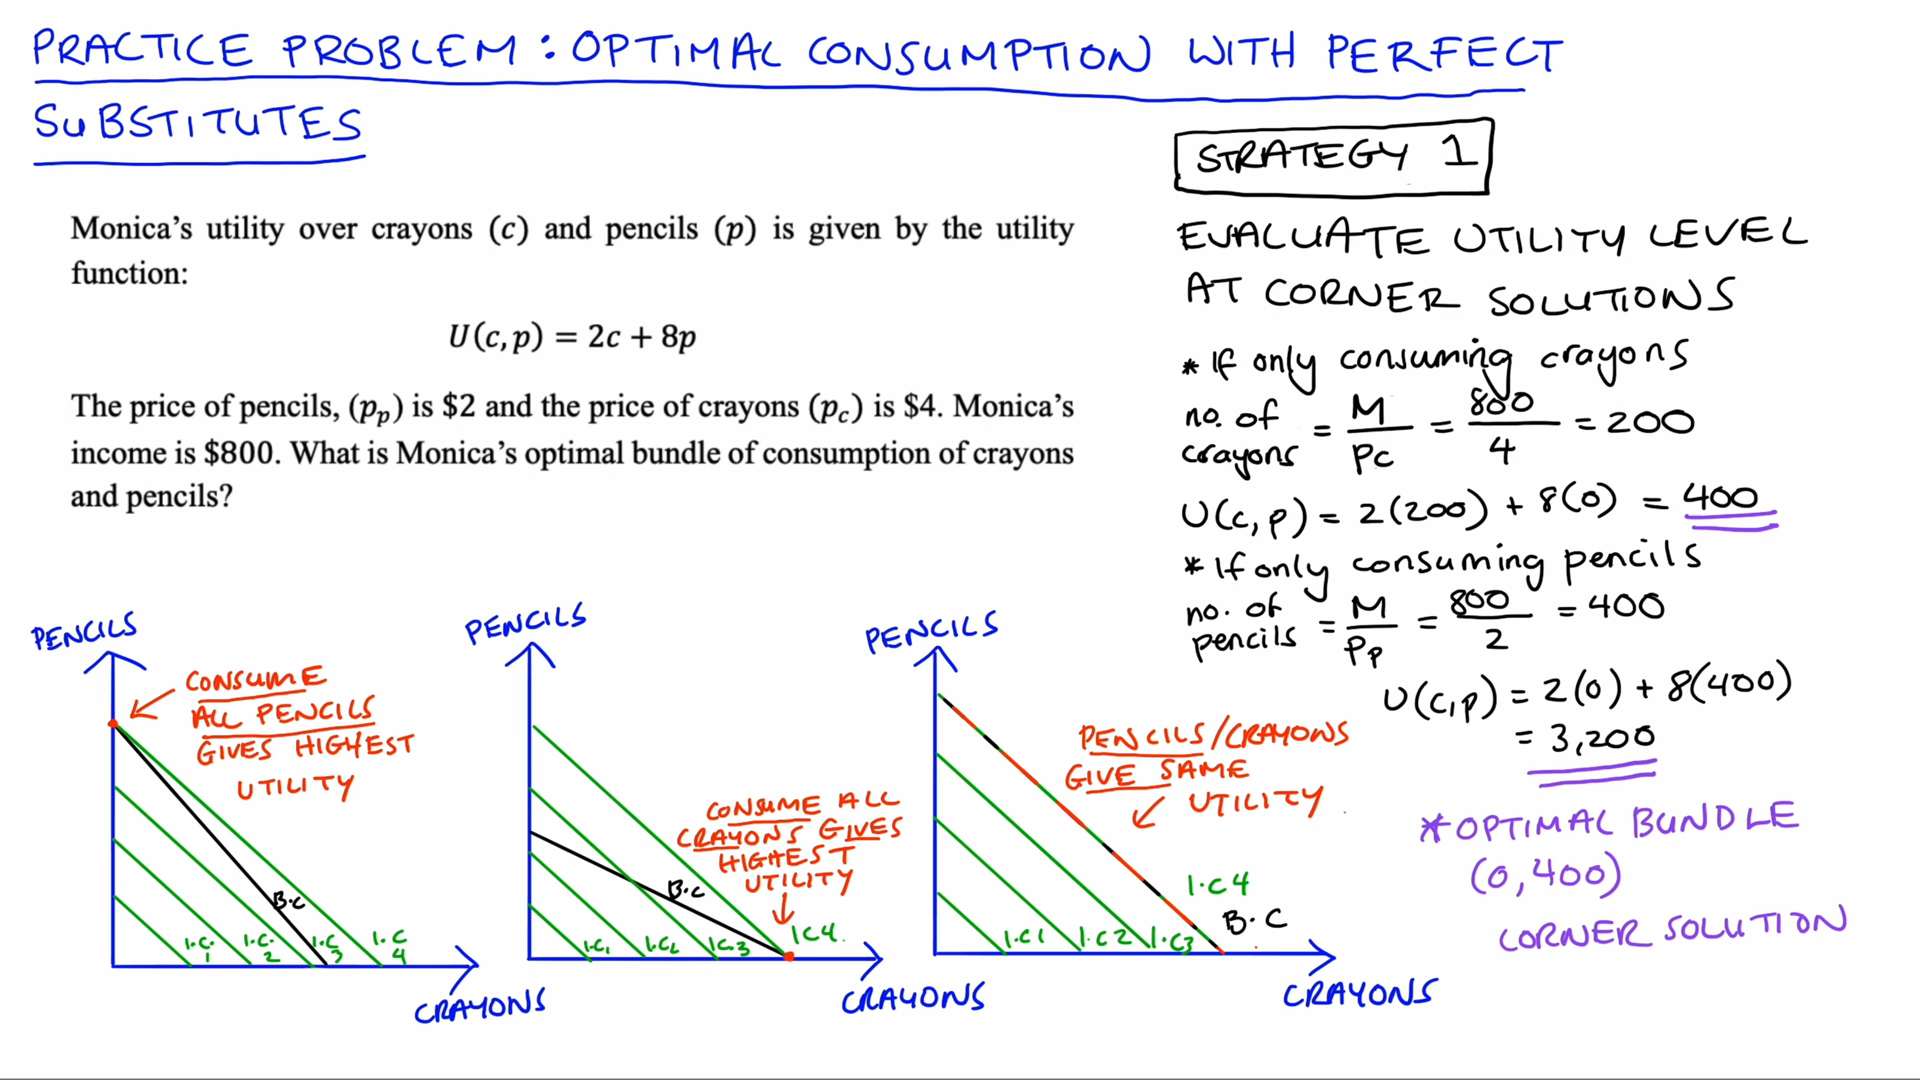 PRACTICE PROBLEM: OPTIMAL CONSUMPTION WITH PERFECT
SUBSTITUTES
Monica's utility over crayons (c) and pencils (p) is given by the utility
function:
U(c,p) = 2c + 8p
The price of pencils, (pₚ) is $2 and the price of crayons (p_c) is $4. Monica's
income is $800. What is Monica's optimal bundle of consumption of crayons
and pencils?
STRATEGY 1
EVALUATE UTILITY LEVEL
AT CORNER SOLUTIONS
* If only consuming crayons
no. of crayons = M/Pc = 800/4 = 200
U(c,p) = 2(200) + 8(0) = 400
* If only consuming pencils
no. of pencils = M/Pp = 800/2 = 400
U(c,p) = 2(0) + 8(400)
= 3,200
* OPTIMAL BUNDLE
(0,400)
CORNER SOLUTION
PENCILS
CONSUME
ALL PENCILS
GIVES HIGHEST
UTILITY
B.C
I.C. 1
I.C. 2
I.C 3
I.C 4
CRAYONS
PENCILS
CONSUME ALL
CRAYONS GIVES
HIGHEST
UTILITY
B.C
I.C1
I.C2
IC3
IC4.
CRAYONS
PENCILS
PENCILS/CRAYONS
GIVE SAME
UTILITY
I.C4
B.C
I.C1
I.C2
I.C3
CRAYONS